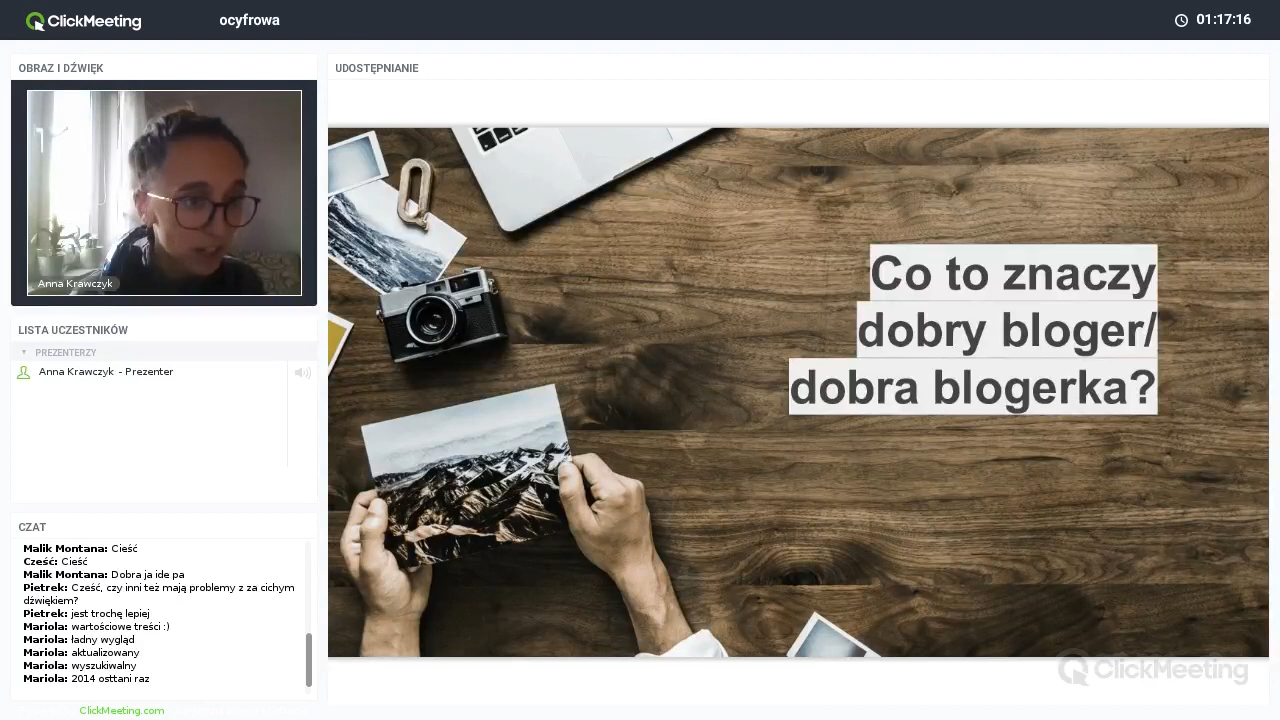 ClickMeeting
ocyfrowa
01:17:16
OBRAZ I DŹWIĘK
Anna Krawczyk
LISTA UCZESTNIKÓW
PREZENTERZY
Anna Krawczyk - Prezenter
CZAT
Malik Montana: Cieść
Cześć: Cieść
Malik Montana: Dobra ja ide pa
Pietrek: Cześć, czy inni też mają problemy z za cichym
dźwiękiem?
Pietrek: jest trochę lepiej
Mariola: wartościowe treści :)
Mariola: ładny wygląd
Mariola: aktualizowany
Mariola: wyszukiwalny
Mariola: 2014 osttani raz
ClickMeeting.com
UDOSTĘPNIANIE
Co to znaczy
dobry bloger/
dobra blogerka?
ClickMeeting